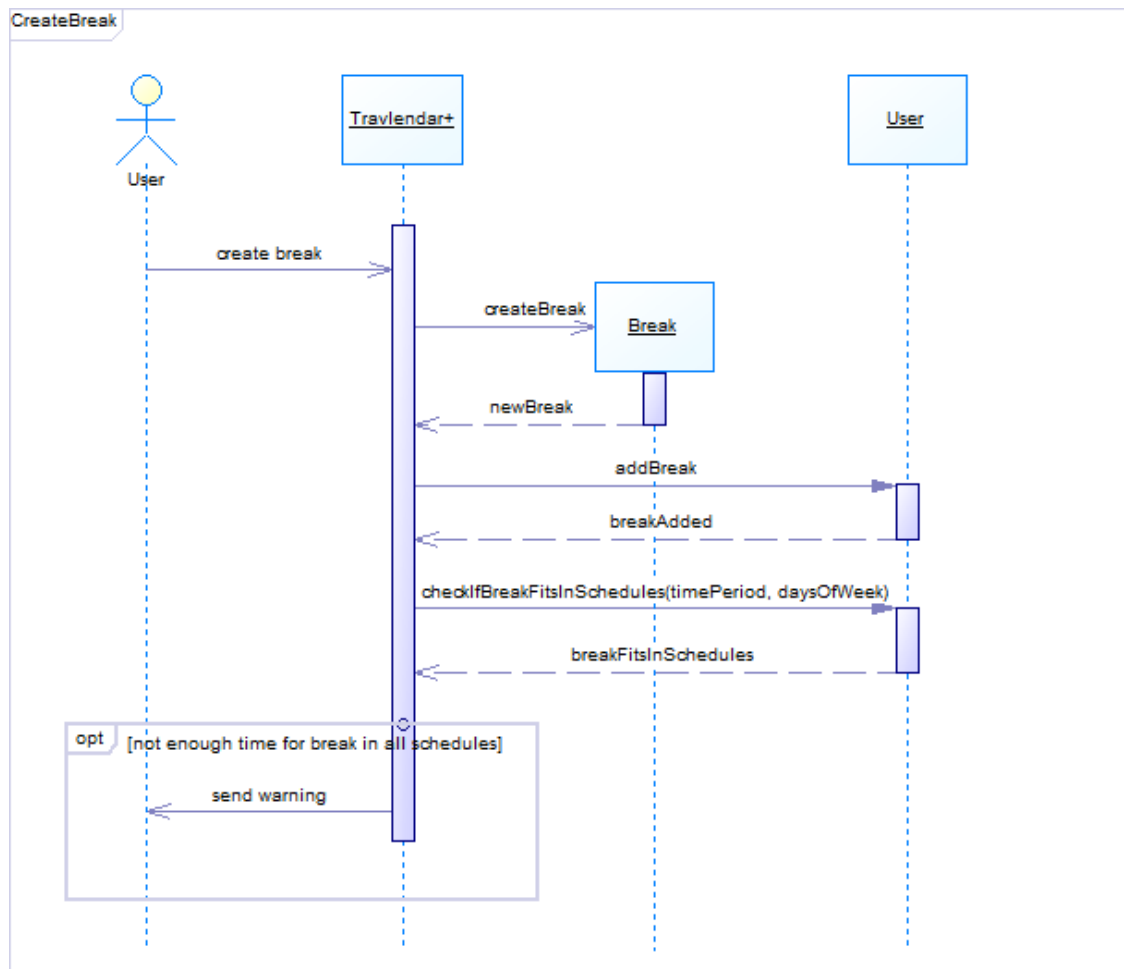 CreateBreak
Travlendar+
User
User
create break
createBreak
Break
newBreak
addBreak
breakAdded
checkIfBreakFitsInSchedules(timePeriod, daysOfWeek)
breakFitsInSchedules
opt
[not enough time for break in all schedules]
send warning